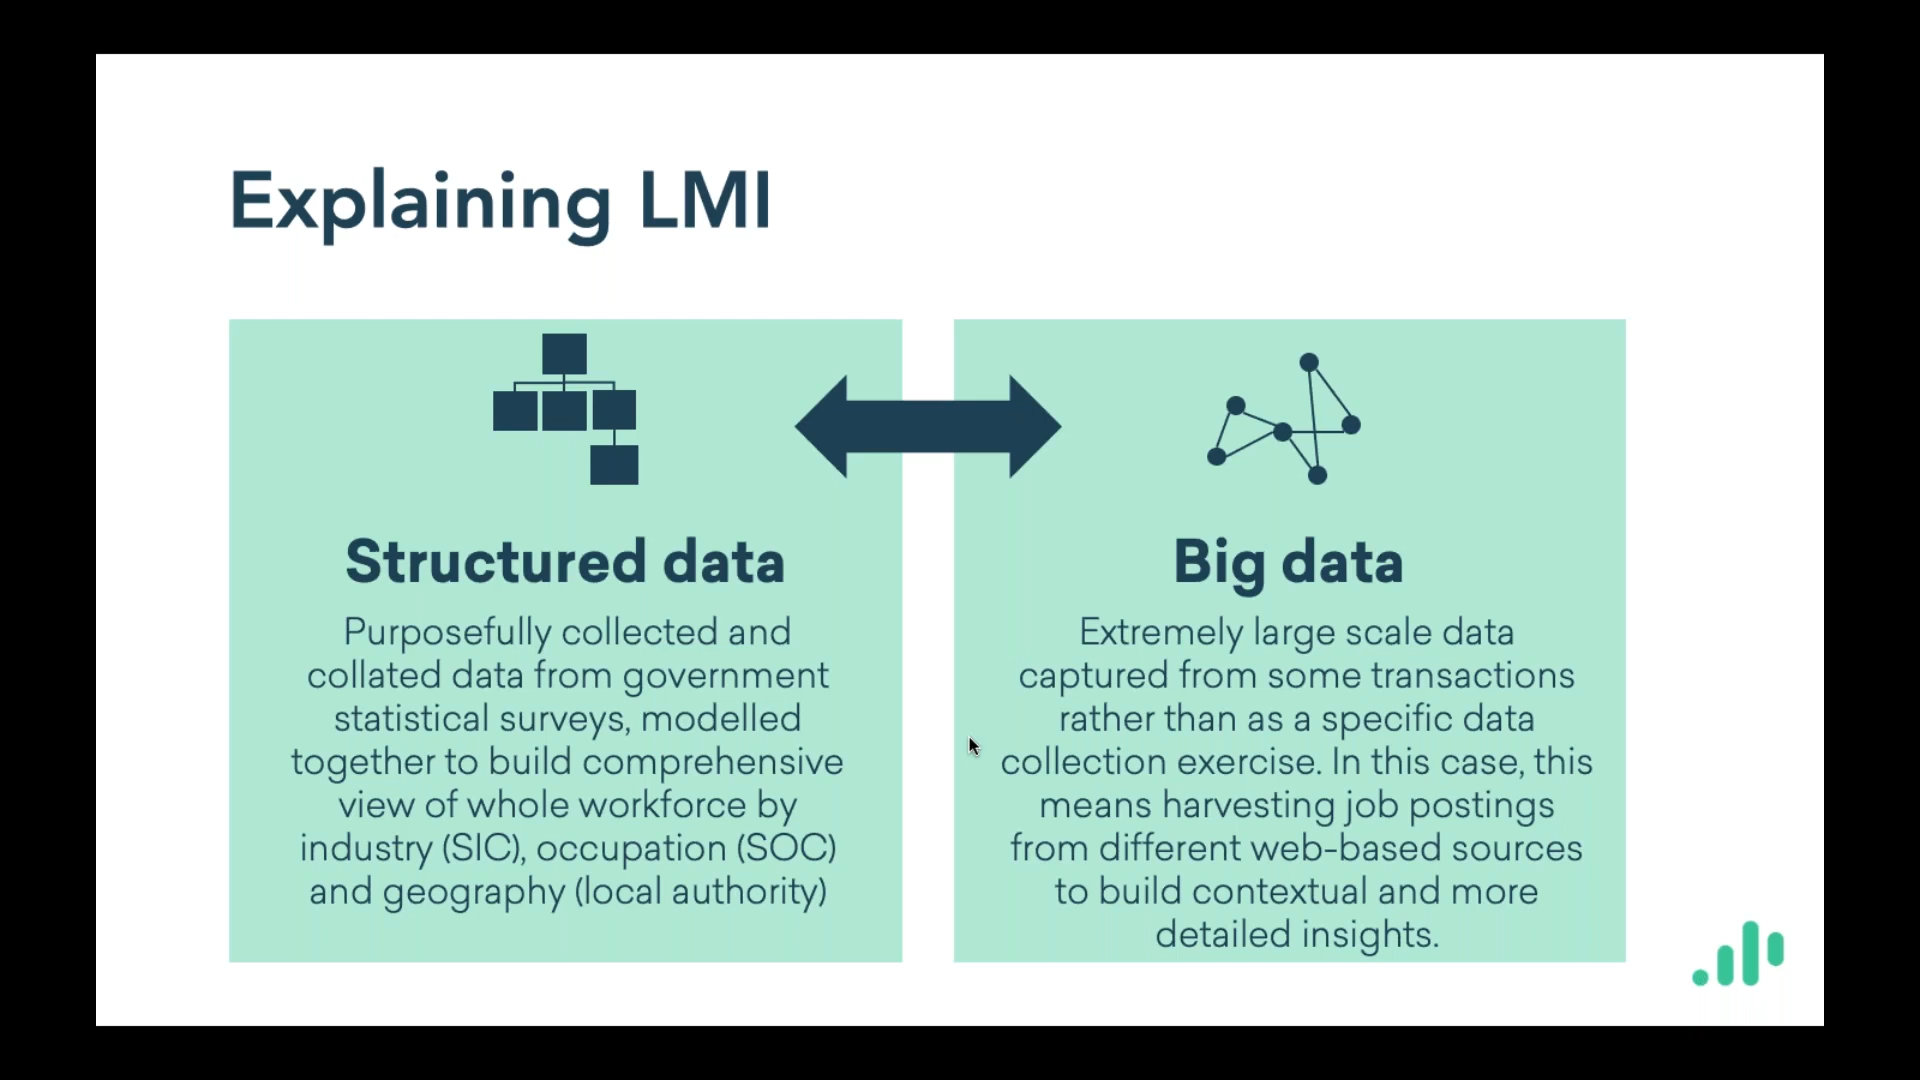 Explaining LMI
Structured data
Purposefully collected and
collated data from government
statistical surveys, modelled
together to build comprehensive
view of whole workforce by
industry (SIC), occupation (SOC)
and geography (local authority)
Big data
Extremely large scale data
captured from some transactions
rather than as a specific data
collection exercise. In this case, this
means harvesting job postings
from different web-based sources
to build contextual and more
detailed insights.